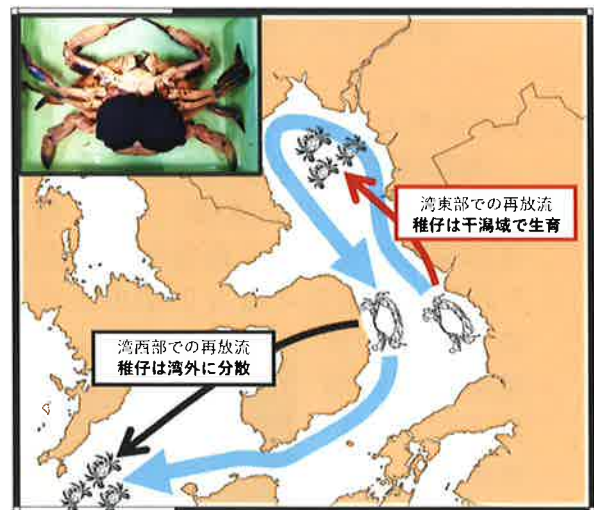 湾東部での再放流
稚仔は干潟域で生育
湾西部での再放流
稚仔は湾外に分散